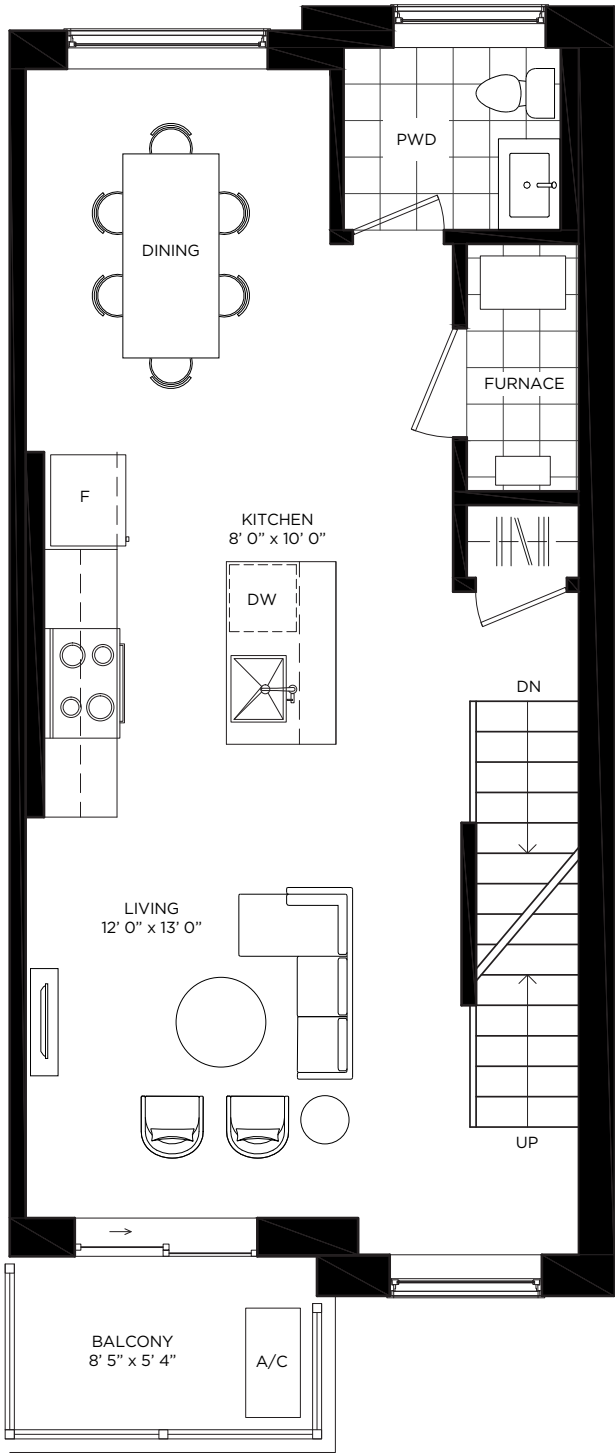 PWD
DINING
FURNACE
F
KITCHEN
8’ 0” x 10’ 0”
DW
DN
LIVING
12’ 0” x 13’ 0”
UP
BALCONY
8’ 5” x 5’ 4”
A/C